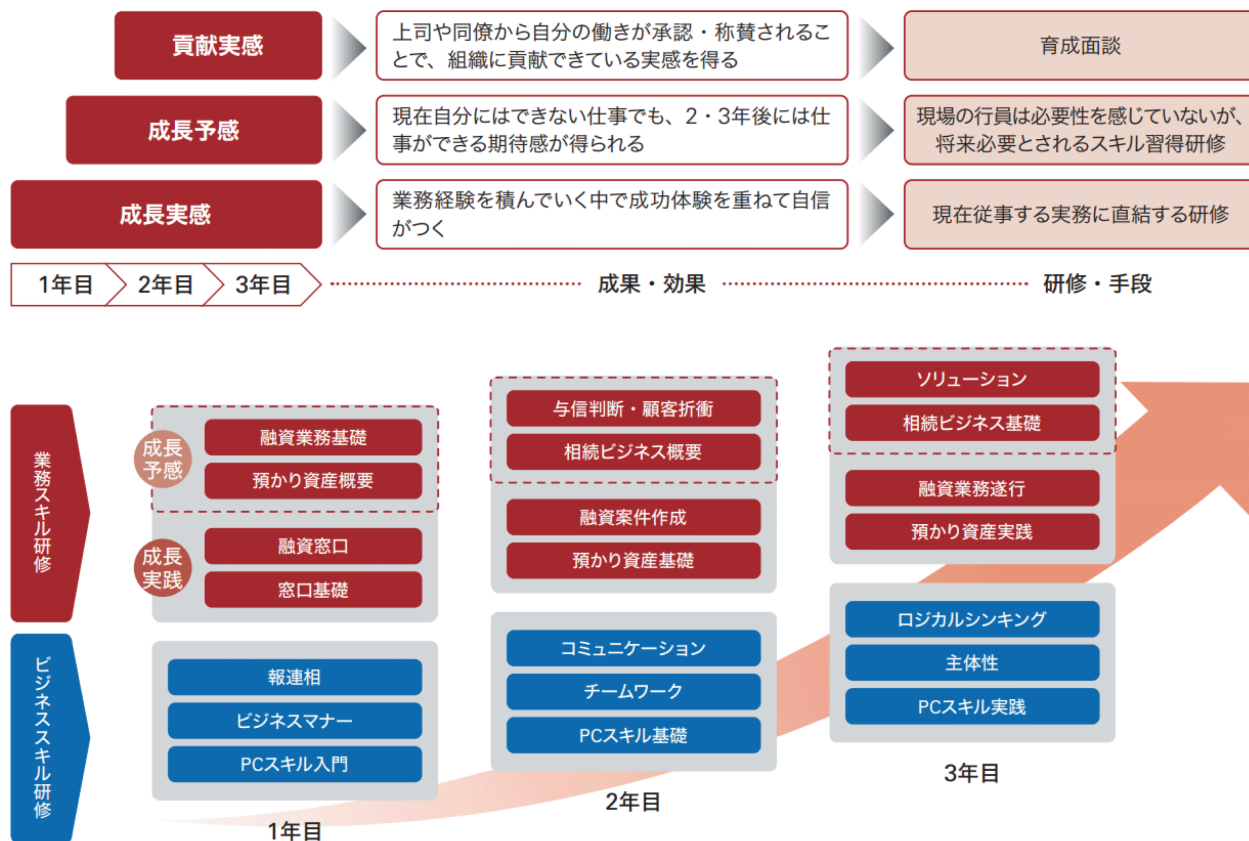 貢献実感
上司や同僚から自分の働きが承認・称賛されるこ
とで、組織に貢献できている実感を得る
育成面談
成長予感
現在自分にはできない仕事でも、2・3年後には仕
事ができる期待感が得られる
現場の行員は必要性を感じていないが、
将来必要とされるスキル習得研修
成長実感
業務経験を積んでいく中で成功体験を重ねて自信
がつく
現在従事する実務に直結する研修
1年目
2年目
3年目
成果・効果
研修・手段
業務スキル研修
成長
予感
融資業務基礎
預かり資産概要
成長
実践
融資窓口
窓口基礎
与信判断・顧客折衝
相続ビジネス概要
融資案件作成
預かり資産基礎
ソリューション
相続ビジネス基礎
融資業務遂行
預かり資産実践
ビジネススキル研修
報連相
ビジネスマナー
PCスキル入門
コミュニケーション
チームワーク
PCスキル基礎
ロジカルシンキング
主体性
PCスキル実践
1年目
2年目
3年目